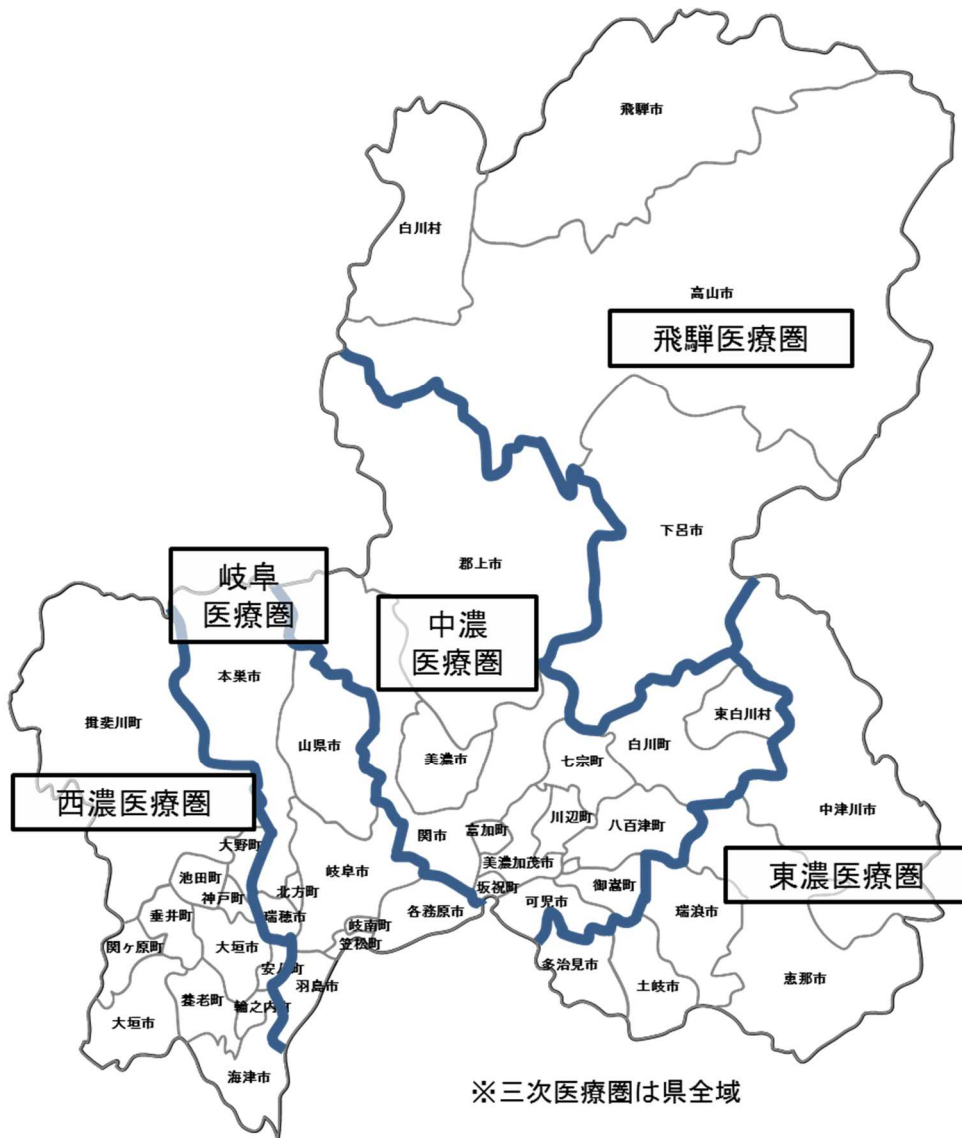 飛騨市
白川村
高山市
飛騨医療圏
下呂市
郡上市
岐阜
医療圏
中濃
医療圏
本巣市
揖斐川町
東白川村
白川町
山県市
美濃市
七宗町
西濃医療圏
中津川市
川辺町
八百津町
関市
富加町
大野町
美濃加茂市
岐阜市
池田町
東濃医療圏
神戸町
北方町
坂祝町
御嵩町
可児市
垂井町
瑞穂市
各務原市
瑞浪市
岐南町
関ヶ原町
大垣市
笠松町
安八町
羽島市
多治見市
恵那市
土岐市
養老町
輪之内町
大垣市
海津市
※三次医療圏は県全域